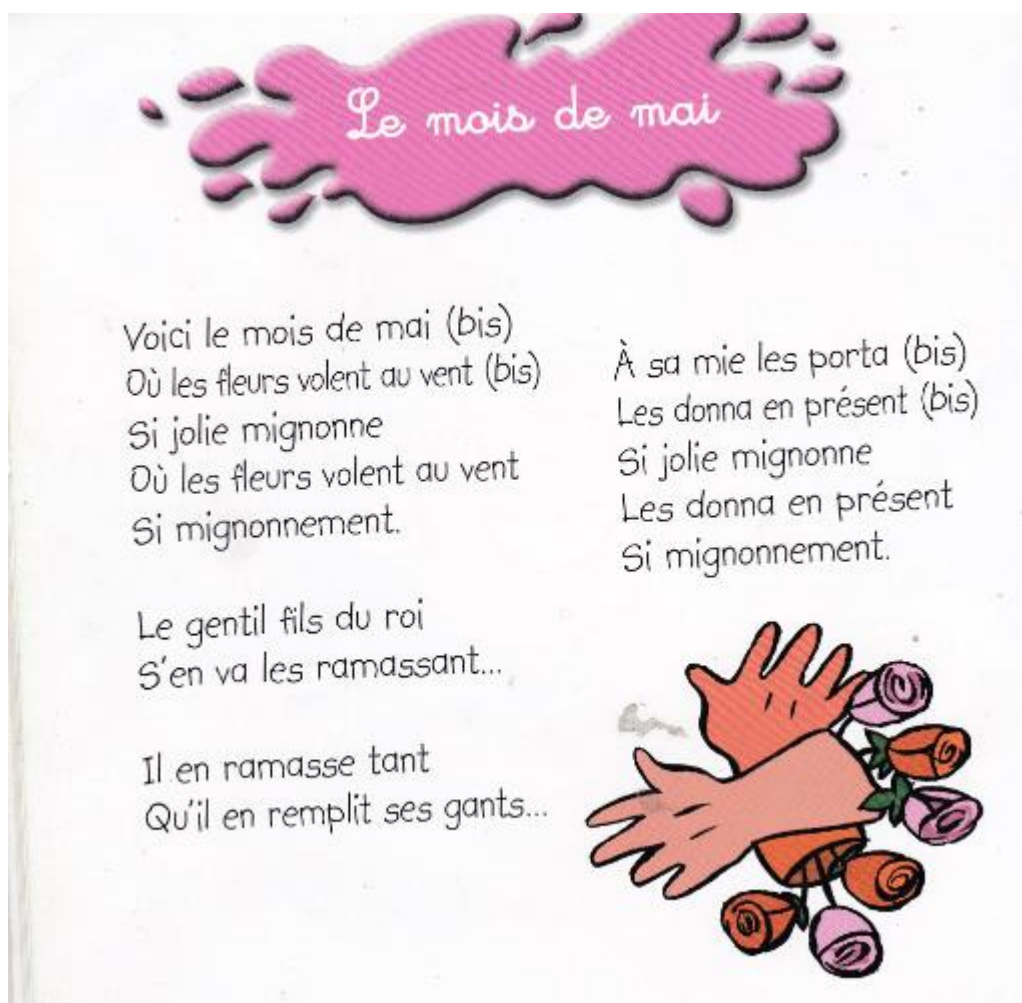 Le mois de mai
Voici le mois de mai (bis)
Où les fleurs volent au vent (bis)
Si jolie mignonne
Où les fleurs volent au vent
Si mignonnement.
Le gentil fils du roi
S'en va les ramassant...
Il en ramasse tant
Qu'il en remplit ses gants...
À sa mie les porta (bis)
Les donna en présent (bis)
Si jolie mignonne
Les donna en présent
Si mignonnement.